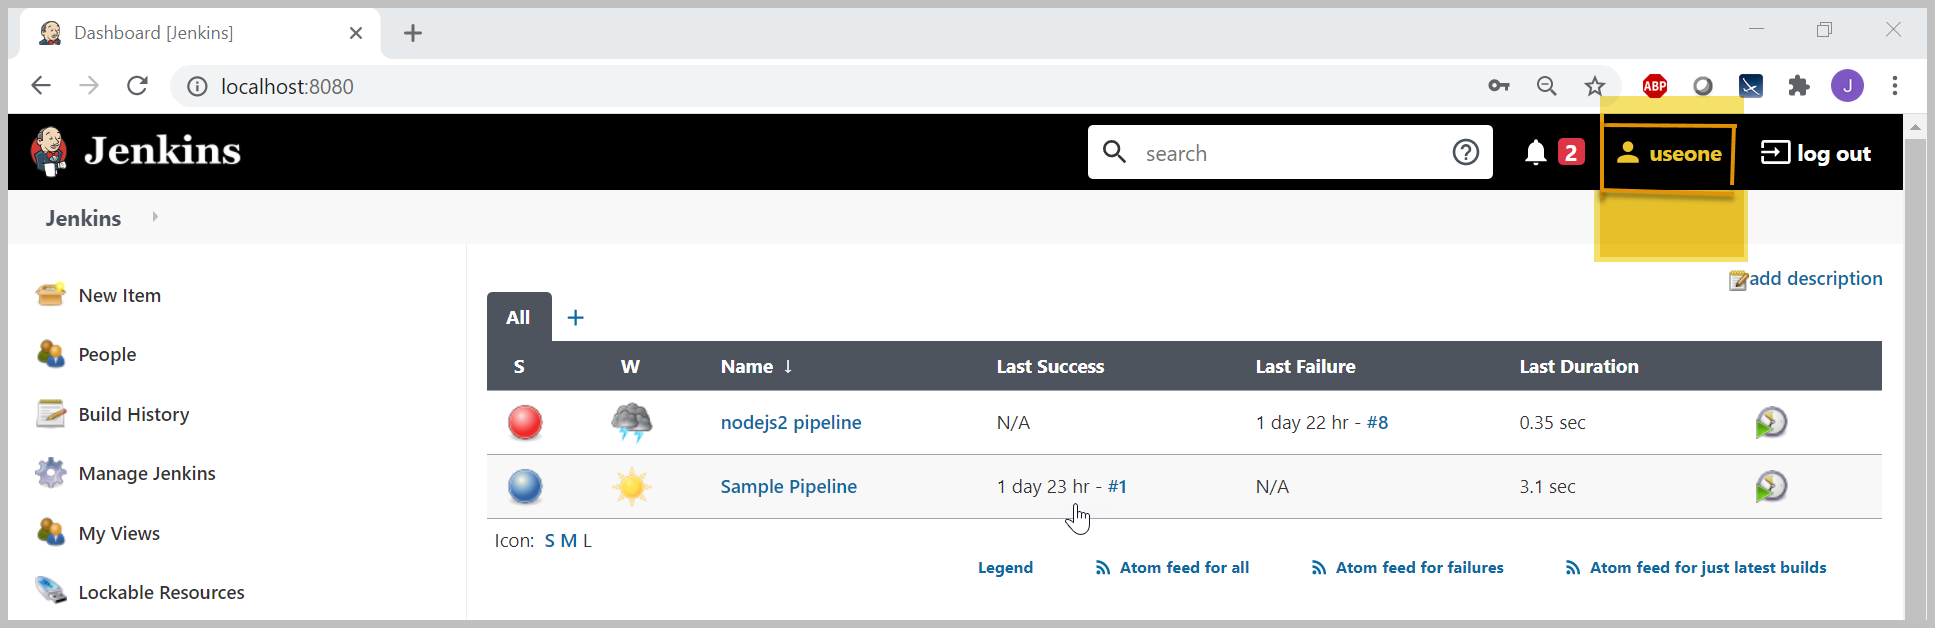 Dashboard [Jenkins]
localhost:8080
ABP
J
Jenkins
search
2
useone
log out
Jenkins
add description
New Item
People
Build History
Manage Jenkins
My Views
Lockable Resources
All +
S W Name ↓ Last Success Last Failure Last Duration
nodejs2 pipeline N/A 1 day 22 hr - #8 0.35 sec
Sample Pipeline 1 day 23 hr - #1 N/A 3.1 sec
Icon: S M L
Legend Atom feed for all Atom feed for failures Atom feed for just latest builds